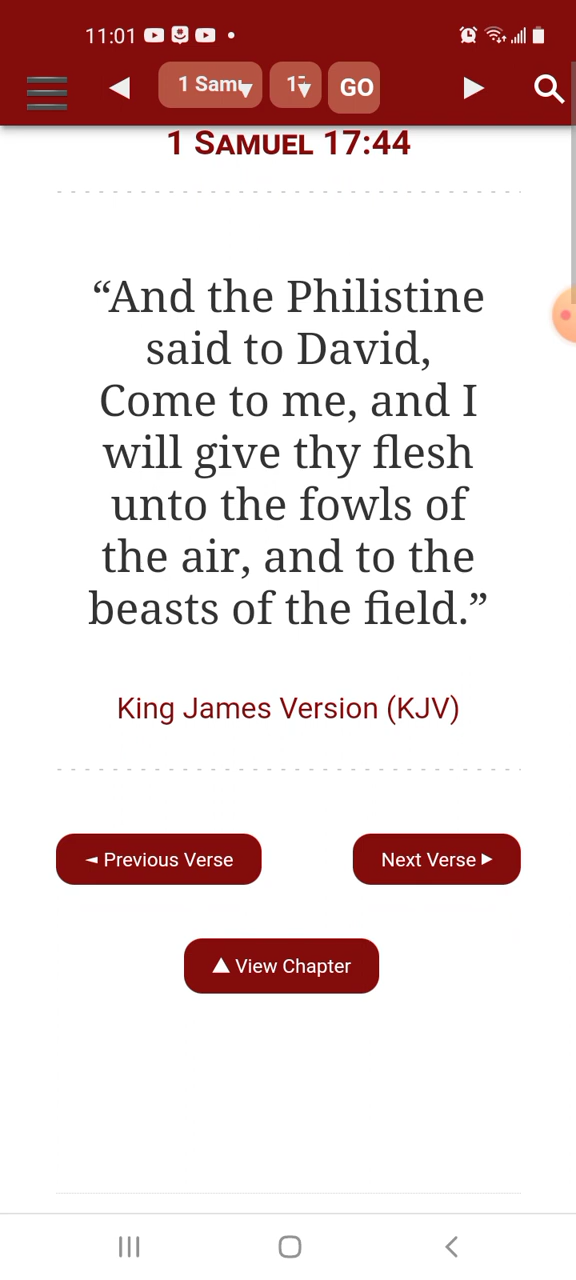 11:01
1 Samu
GO
1 SAMUEL 17:44
“And the Philistine
said to David,
Come to me, and I
will give thy flesh
unto the fowls of
the air, and to the
beasts of the field.”
King James Version (KJV)
◄ Previous Verse
Next Verse ►
▲ View Chapter